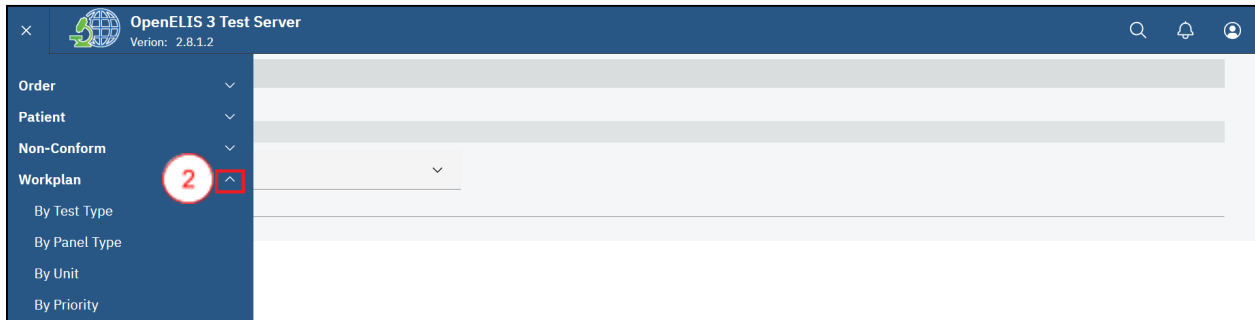 OpenELIS 3 Test Server
Verion: 2.8.1.2
Order
Patient
Non-Conform
Workplan
2
By Test Type
By Panel Type
By Unit
By Priority